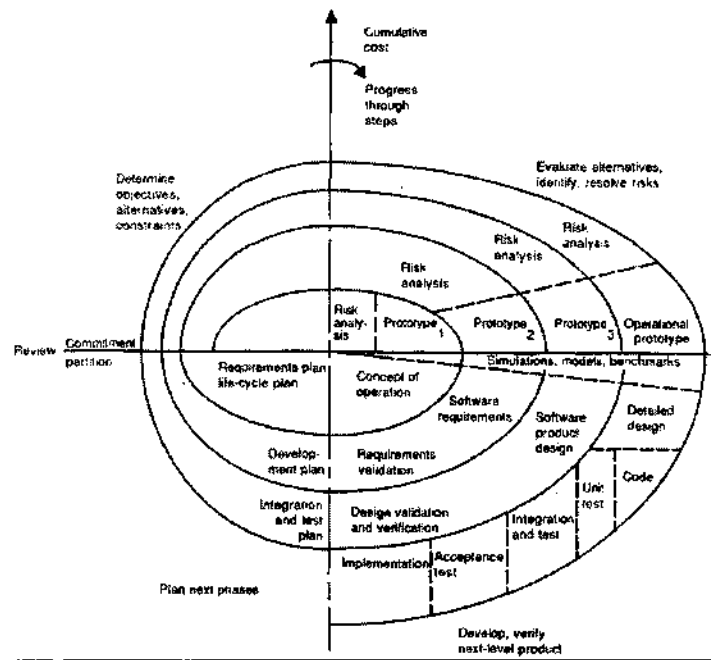 Cumulative
cost
Progress
through
steps
Determine
objectives,
alternatives,
constraints
Evaluate alternatives,
identify, resolve risks
Risk
analysis
Risk
analysis
Risk
analysis
Risk
analy-
sis
Prototype
1
Prototype
2
Prototype
3
Operational
prototype
Review
Commitment
partition
Simulations, models, benchmarks
Requirements plan
life-cycle plan
Concept of
operation
Software
requirements
Software
product
design
Detailed
design
Develop-
ment plan
Requirements
validation
Integration
and test
plan
Design validation
and verification
Code
Unit
test
Integration
and test
Acceptance
test
Implementation
Plan next phases
Develop, verify
next-level product